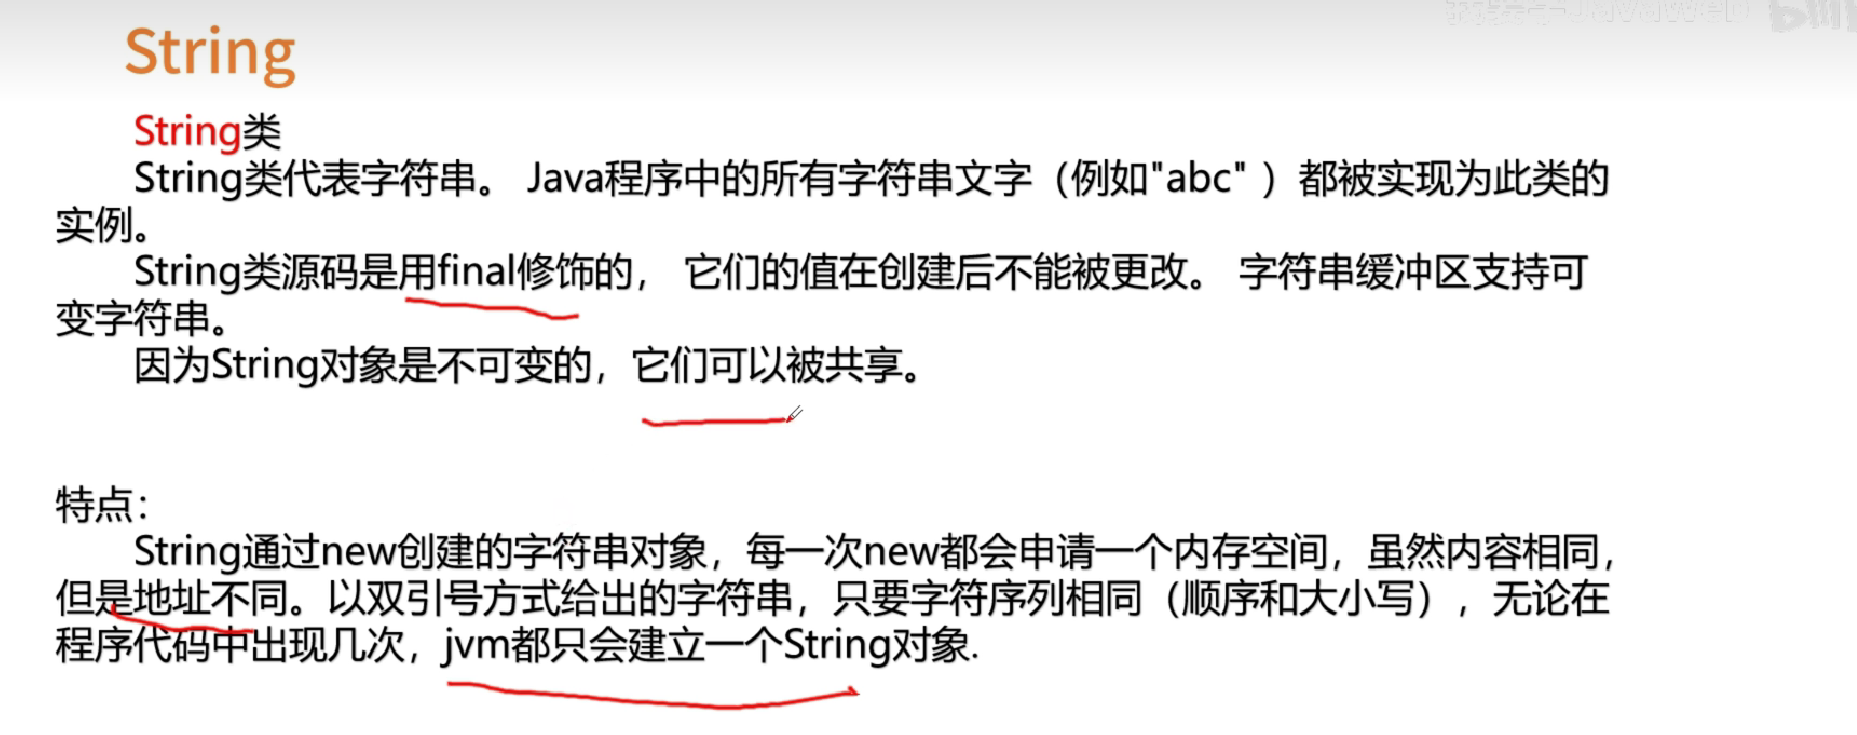 String
String类
String类代表字符串。 Java程序中的所有字符串文字（例如"abc" ）都被实现为此类的
实例。
String类源码是用final修饰的， 它们的值在创建后不能被更改。 字符串缓冲区支持可
变字符串。
因为String对象是不可变的，它们可以被共享。
特点：
String通过new创建的字符串对象，每一次new都会申请一个内存空间，虽然内容相同，
但是地址不同。以双引号方式给出的字符串，只要字符序列相同（顺序和大小写），无论在
程序代码中出现几次，jvm都只会建立一个String对象.